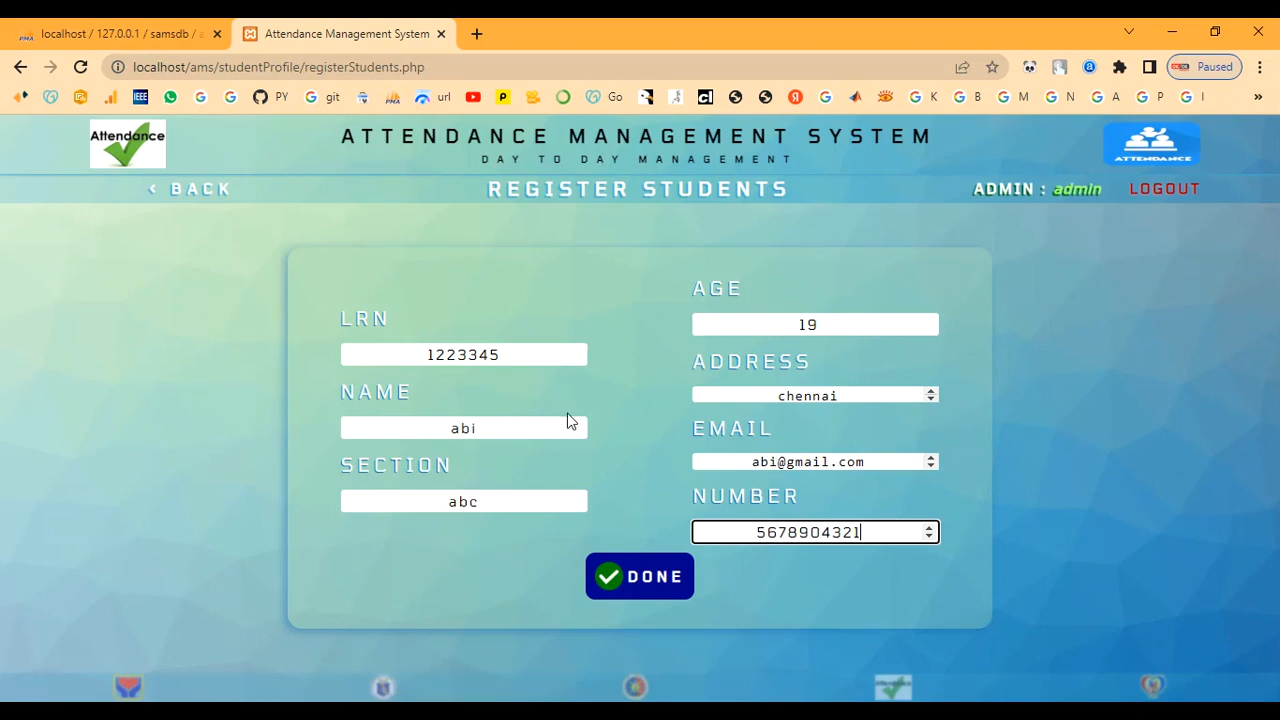 localhost / 127.0.0.1 / samsdb / a
Attendance Management System
localhost/ams/studentProfile/registerStudents.php
Paused
IEEE
PY
git
PMA
url
Go
K
B
M
N
A
P
I
»
Attendance
ATTENDANCE MANAGEMENT SYSTEM
DAY TO DAY MANAGEMENT
ATTENDANCE
‹ BACK
REGISTER STUDENTS
ADMIN : admin
LOGOUT
LRN
1223345
NAME
abi
SECTION
abc
AGE
19
ADDRESS
chennai
EMAIL
abi@gmail.com
NUMBER
5678904321
DONE